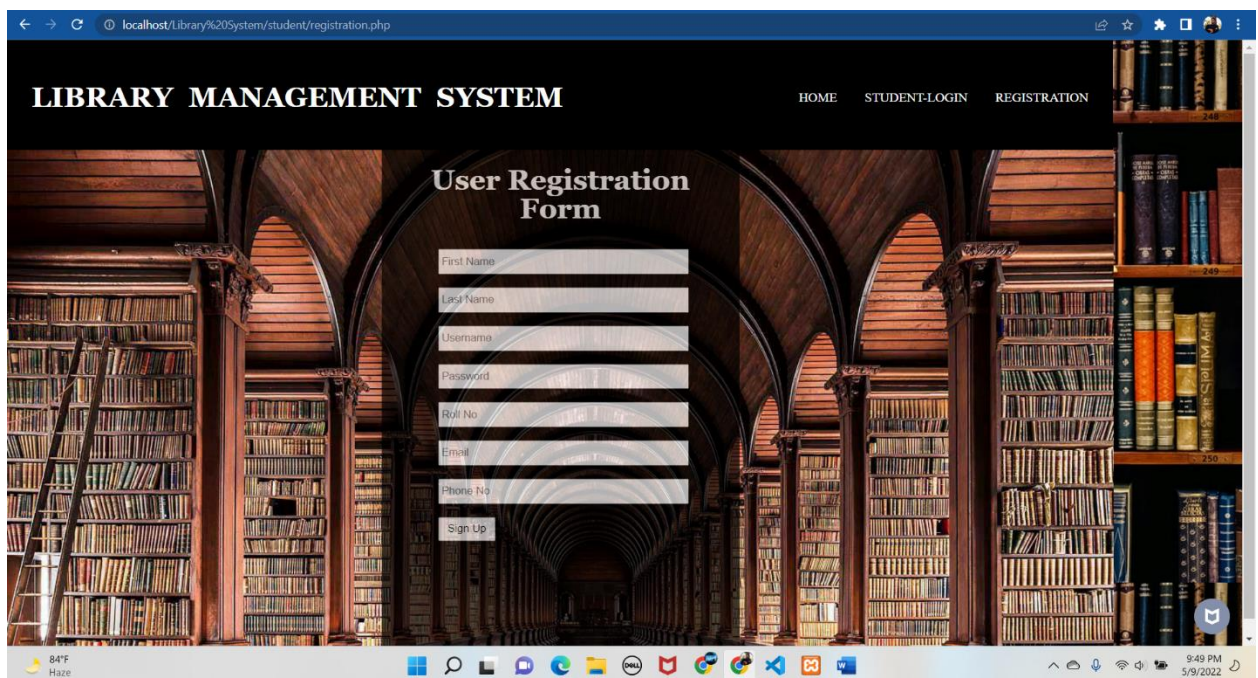 localhost/Library%20System/student/registration.php
LIBRARY MANAGEMENT SYSTEM
HOME STUDENT-LOGIN REGISTRATION
User Registration
Form
First Name
Last Name
Username
Password
Roll No
Email
Phone No
Sign Up
248
249
250
84°F
Haze
DELL
9:49 PM
5/9/2022